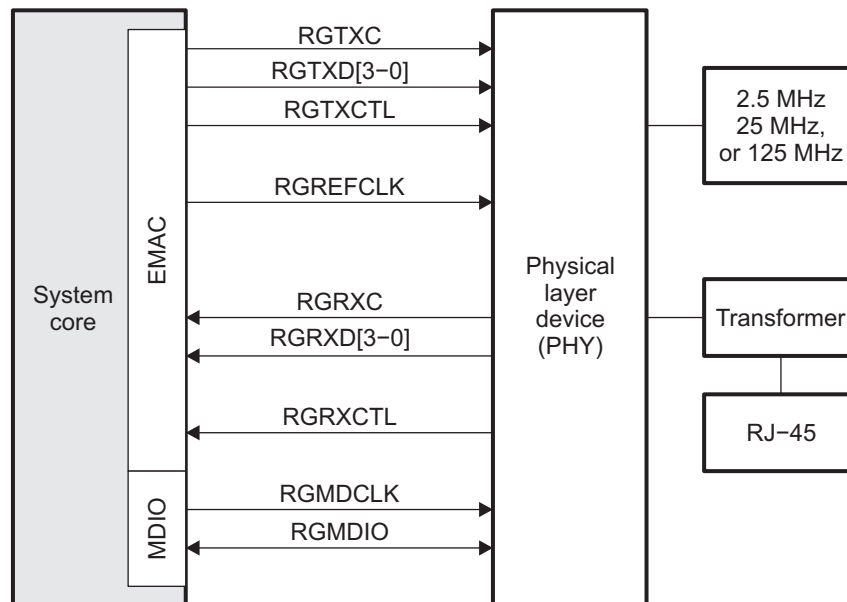 RGTXC
RGTXD[3−0]
RGTXCTL
RGREFCLK
RGRXC
RGRXD[3−0]
RGRXCTL
RGMDCLK
RGMDIO
System
core
EMAC
MDIO
Physical
layer
device
(PHY)
2.5 MHz
25 MHz,
or 125 MHz
Transformer
RJ−45